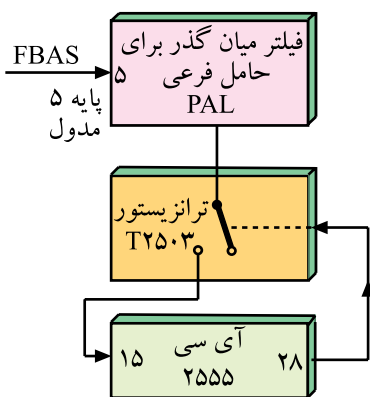 فیلتر میان گذر برای
حامل فرعی
PAL
FBAS
۵
پایه ۵
مدول
ترانزیستور
T۲۵۰۳
آی سی
۲۵۵۵
۱۵
۲۸